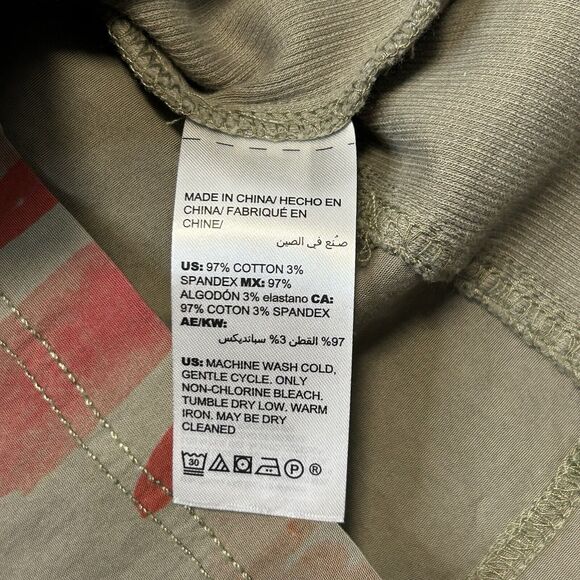 MADE IN CHINA/ HECHO EN
CHINA/ FABRIQUÉ EN
CHINE/
صنع في الصين
US: 97% COTTON 3%
SPANDEX MX: 97%
ALGODÓN 3% elastano CA:
97% COTON 3% SPANDEX
AE/KW:
97% القطن 3% سبانديكس
US: MACHINE WASH COLD,
GENTLE CYCLE. ONLY
NON-CHLORINE BLEACH.
TUMBLE DRY LOW. WARM
IRON. MAY BE DRY
CLEANED
30 P ®